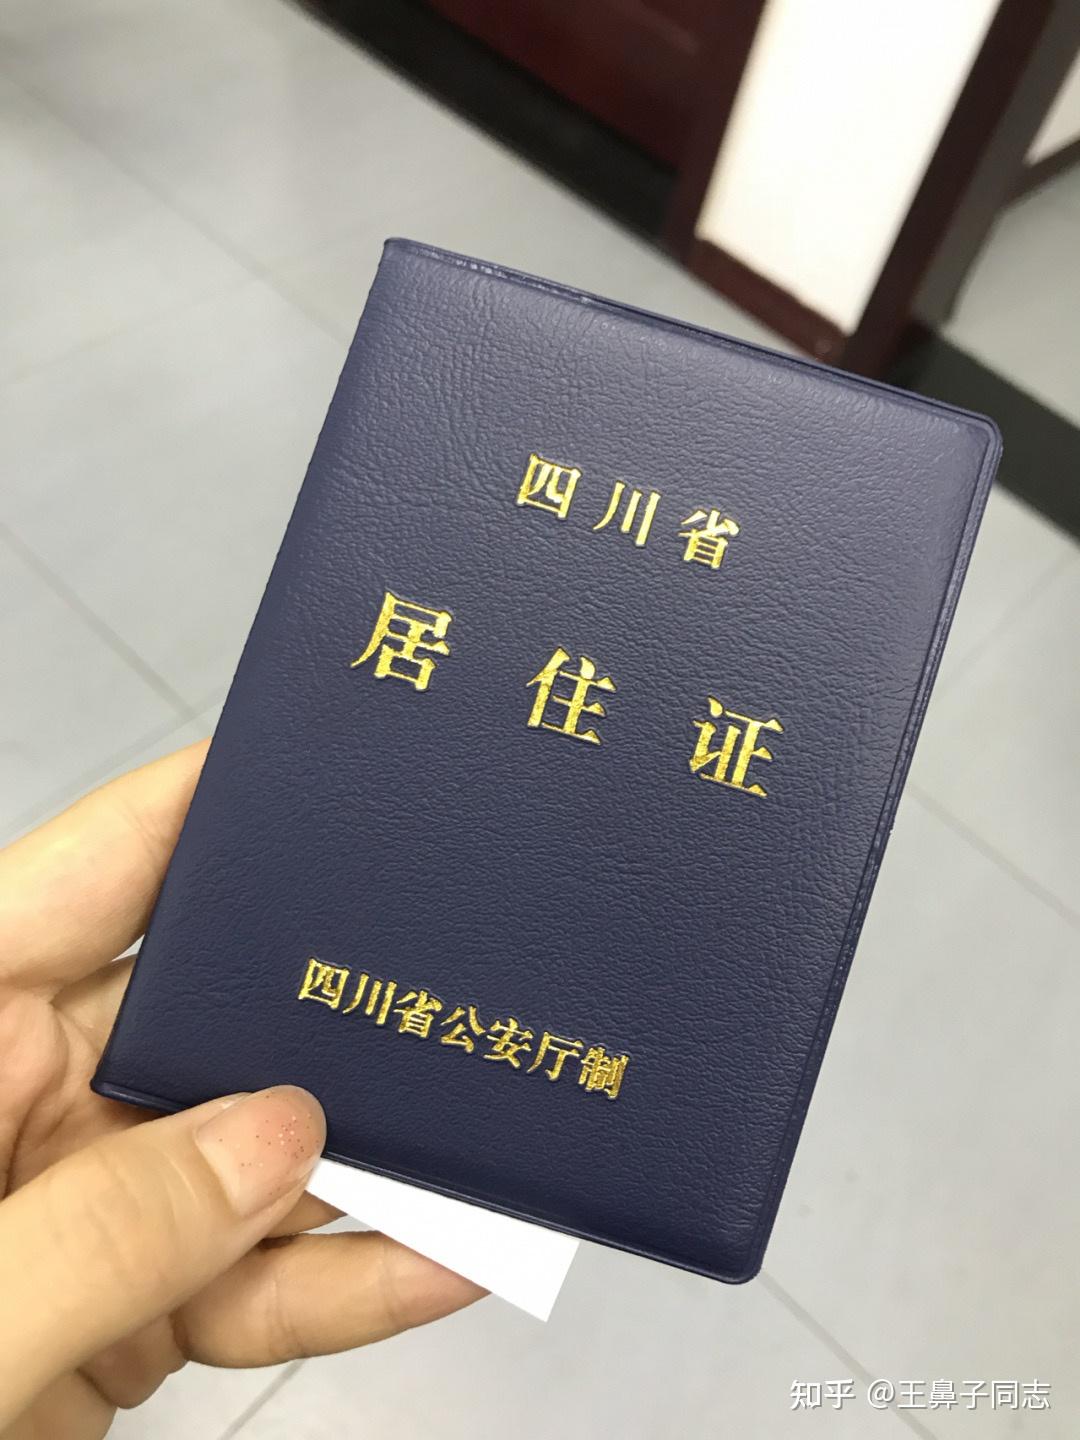 四川省
居住证
四川省公安厅制
知乎 @王鼻子同志